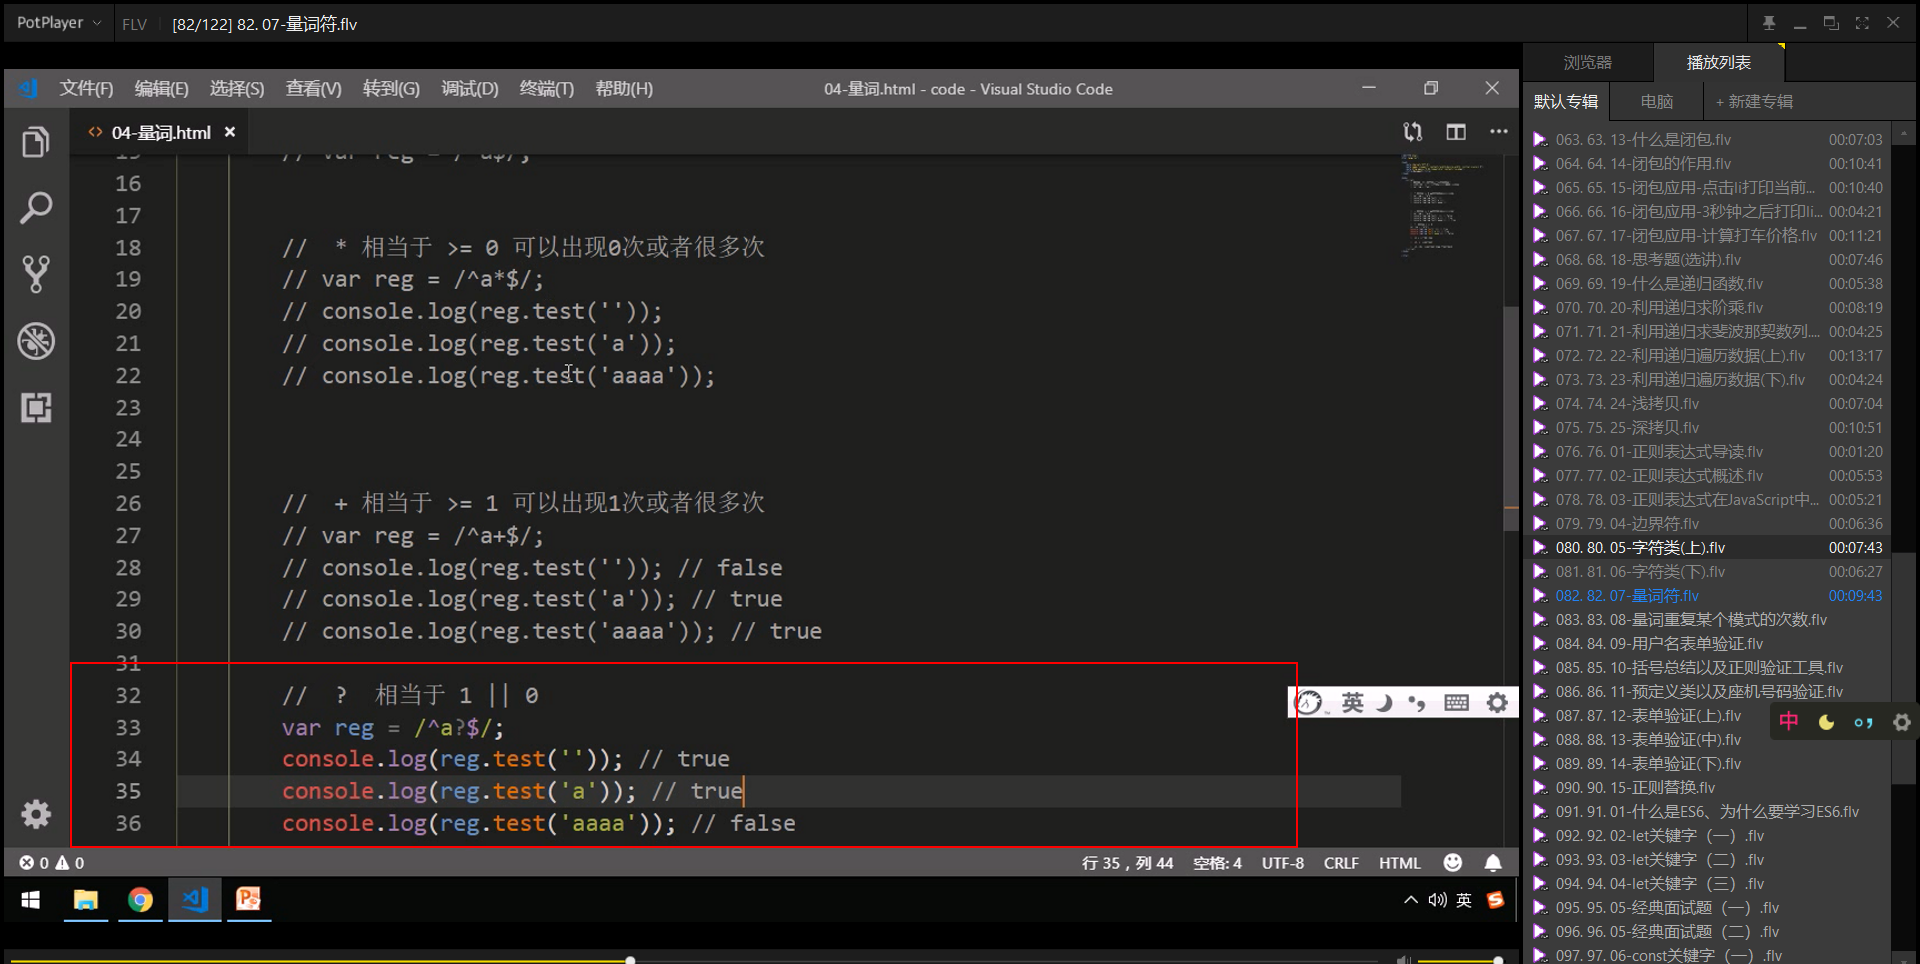 PotPlayer FLV [82/122] 82. 07-量词符.flv
浏览器 播放列表
默认专辑 电脑 + 新建专辑
文件(F) 编辑(E) 选择(S) 查看(V) 转到(G) 调试(D) 终端(T) 帮助(H) 04-量词.html - code - Visual Studio Code
<> 04-量词.html
16
17
18 // * 相当于 >= 0 可以出现0次或者很多次
19 // var reg = /^a*$/;
20 // console.log(reg.test(''));
21 // console.log(reg.test('a'));
22 // console.log(reg.test('aaaa'));
23
24
25
26 // + 相当于 >= 1 可以出现1次或者很多次
27 // var reg = /^a+$/;
28 // console.log(reg.test('')); // false
29 // console.log(reg.test('a')); // true
30 // console.log(reg.test('aaaa')); // true
31
32 // ? 相当于 1 || 0
33 var reg = /^a?$/;
34 console.log(reg.test('')); // true
35 console.log(reg.test('a')); // true
36 console.log(reg.test('aaaa')); // false
英
0 0 行 35，列 44 空格: 4 UTF-8 CRLF HTML
英
063. 63. 13-什么是闭包.flv 00:07:03
064. 64. 14-闭包的作用.flv 00:10:41
065. 65. 15-闭包应用-点击li打印当前... 00:10:40
066. 66. 16-闭包应用-3秒钟之后打印li... 00:04:21
067. 67. 17-闭包应用-计算打车价格.flv 00:11:21
068. 68. 18-思考题(选讲).flv 00:07:46
069. 69. 19-什么是递归函数.flv 00:05:38
070. 70. 20-利用递归求阶乘.flv 00:08:19
071. 71. 21-利用递归求斐波那契数列.... 00:04:25
072. 72. 22-利用递归遍历数据(上).flv 00:13:17
073. 73. 23-利用递归遍历数据(下).flv 00:04:24
074. 74. 24-浅拷贝.flv 00:07:04
075. 75. 25-深拷贝.flv 00:10:51
076. 76. 01-正则表达式导读.flv 00:01:20
077. 77. 02-正则表达式概述.flv 00:05:53
078. 78. 03-正则表达式在JavaScript中... 00:05:21
079. 79. 04-边界符.flv 00:06:36
080. 80. 05-字符类(上).flv 00:07:43
081. 81. 06-字符类(下).flv 00:06:27
082. 82. 07-量词符.flv 00:09:43
083. 83. 08-量词重复某个模式的次数.flv
084. 84. 09-用户名表单验证.flv
085. 85. 10-括号总结以及正则验证工具.flv
086. 86. 11-预定义类以及座机号码验证.flv
087. 87. 12-表单验证(上).flv
中
088. 88. 13-表单验证(中).flv
089. 89. 14-表单验证(下).flv
090. 90. 15-正则替换.flv
091. 91. 01-什么是ES6、为什么要学习ES6.flv
092. 92. 02-let关键字（一）.flv
093. 93. 03-let关键字（二）.flv
094. 94. 04-let关键字（三）.flv
095. 95. 05-经典面试题（一）.flv
096. 96. 05-经典面试题（二）.flv
097. 97. 06-const关键字（一）.flv